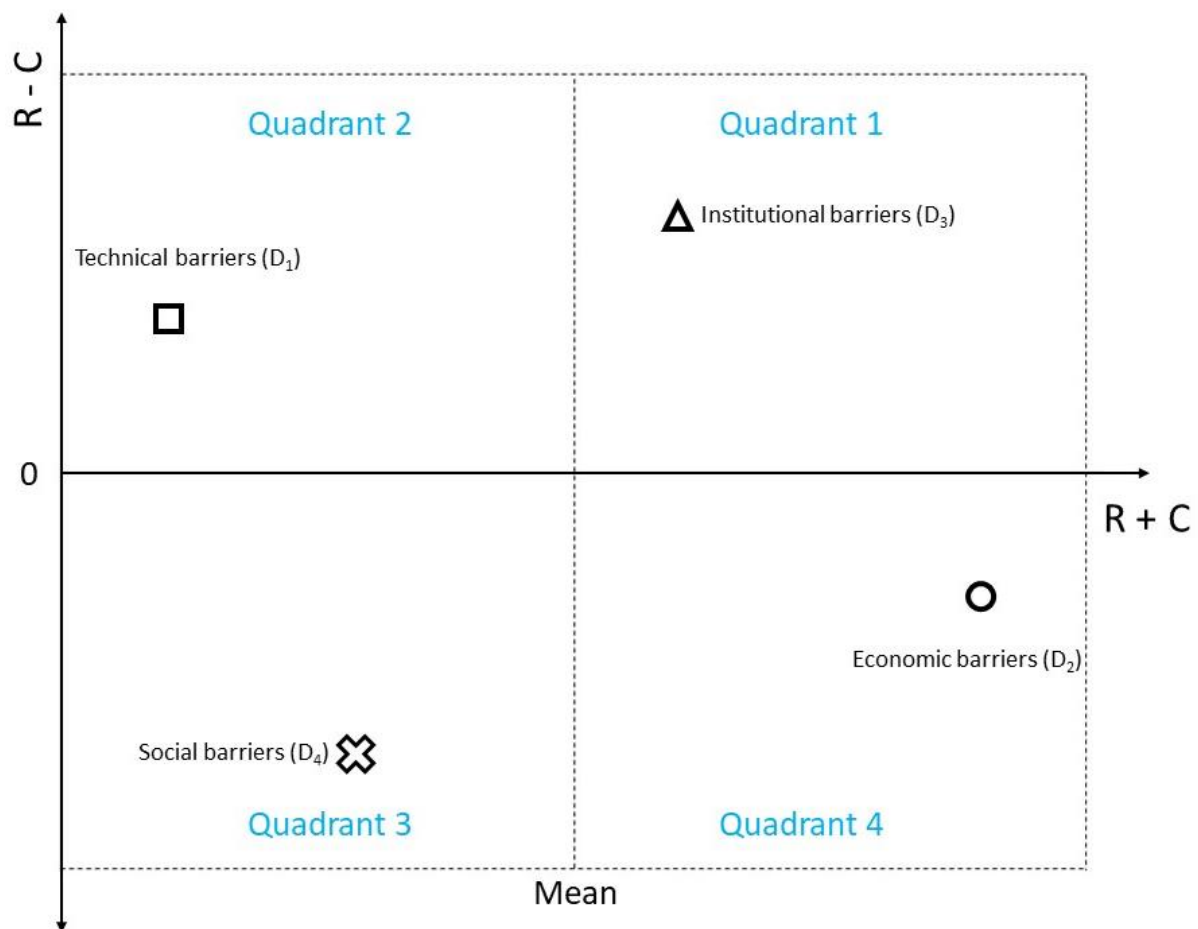 R - C
Quadrant 2
Quadrant 1
Institutional barriers (D₃)
Technical barriers (D₁)
0
R + C
Economic barriers (D₂)
Social barriers (D₄)
Quadrant 3
Quadrant 4
Mean